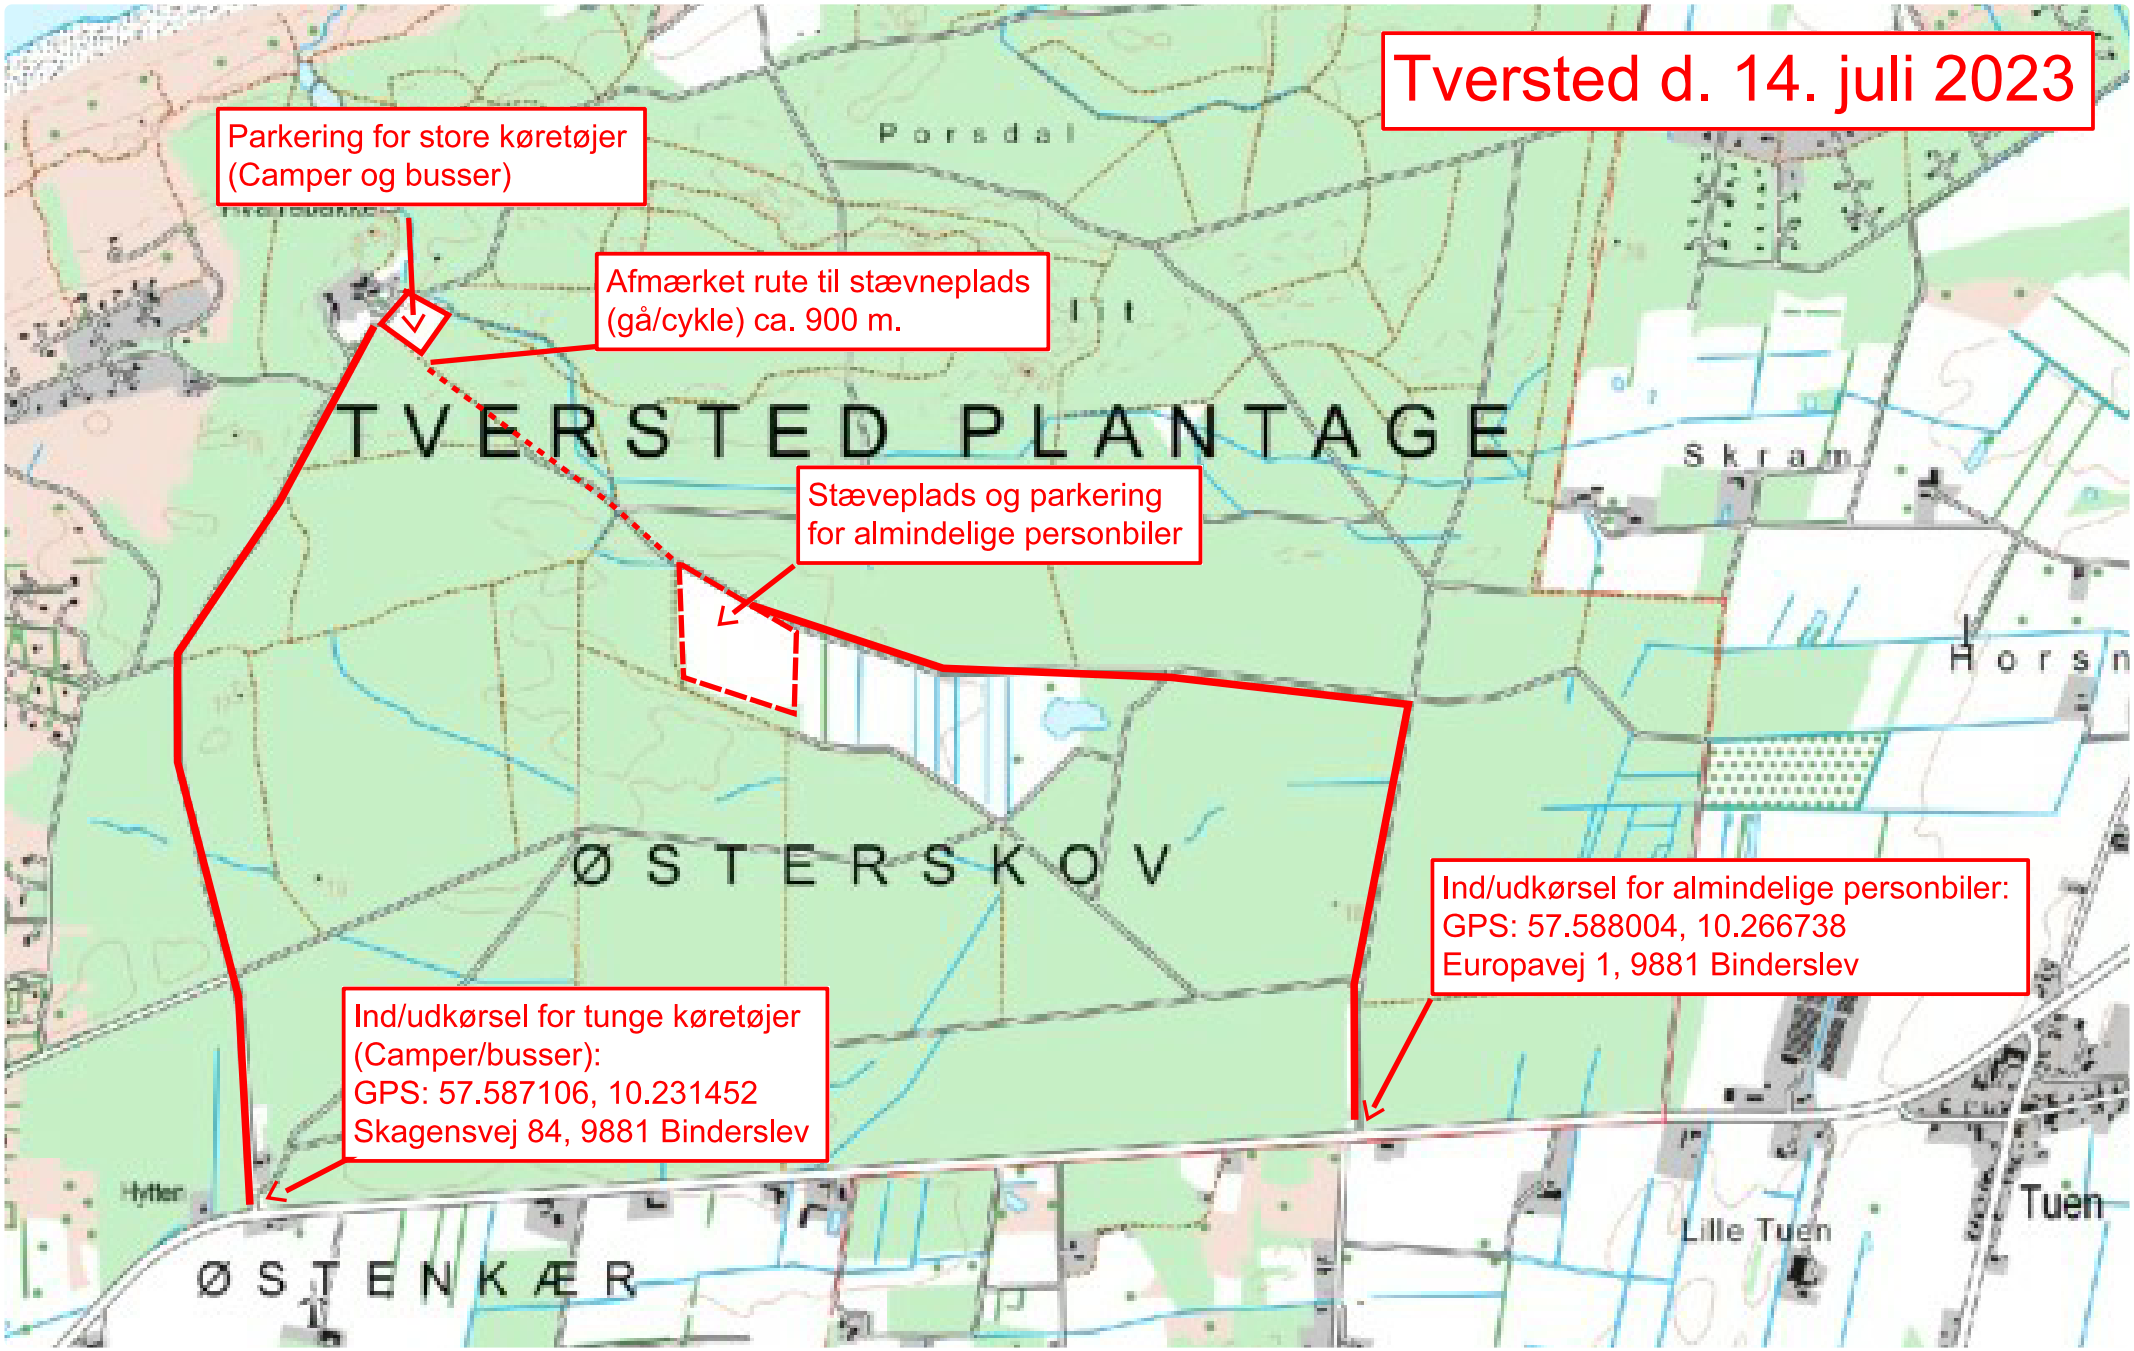 Tversted d. 14. juli 2023
Parkering for store køretøjer
(Camper og busser)
Porsdal
Afmærket rute til stævneplads
(gå/cykle) ca. 900 m.
TVERSTED PLANTAGE
Skram
Stæveplads og parkering
for almindelige personbiler
Horsn
ØSTERSKOV
Ind/udkørsel for almindelige personbiler:
GPS: 57.588004, 10.266738
Europavej 1, 9881 Binderslev
Ind/udkørsel for tunge køretøjer
(Camper/busser):
GPS: 57.587106, 10.231452
Skagensvej 84, 9881 Binderslev
Hytter
Tuen
Lille Tuen
ØSTENKÆR